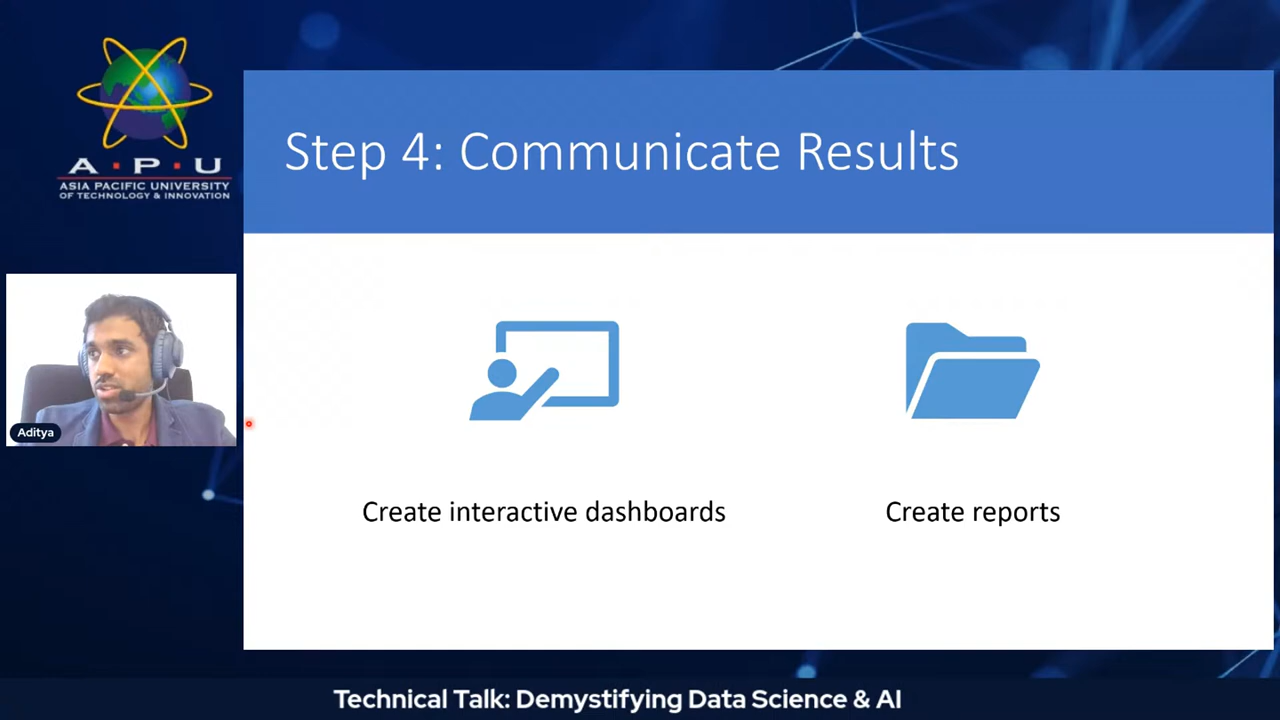 A·P·U
ASIA PACIFIC UNIVERSITY
OF TECHNOLOGY & INNOVATION
Step 4: Communicate Results
Aditya
Create interactive dashboards
Create reports
Technical Talk: Demystifying Data Science & AI